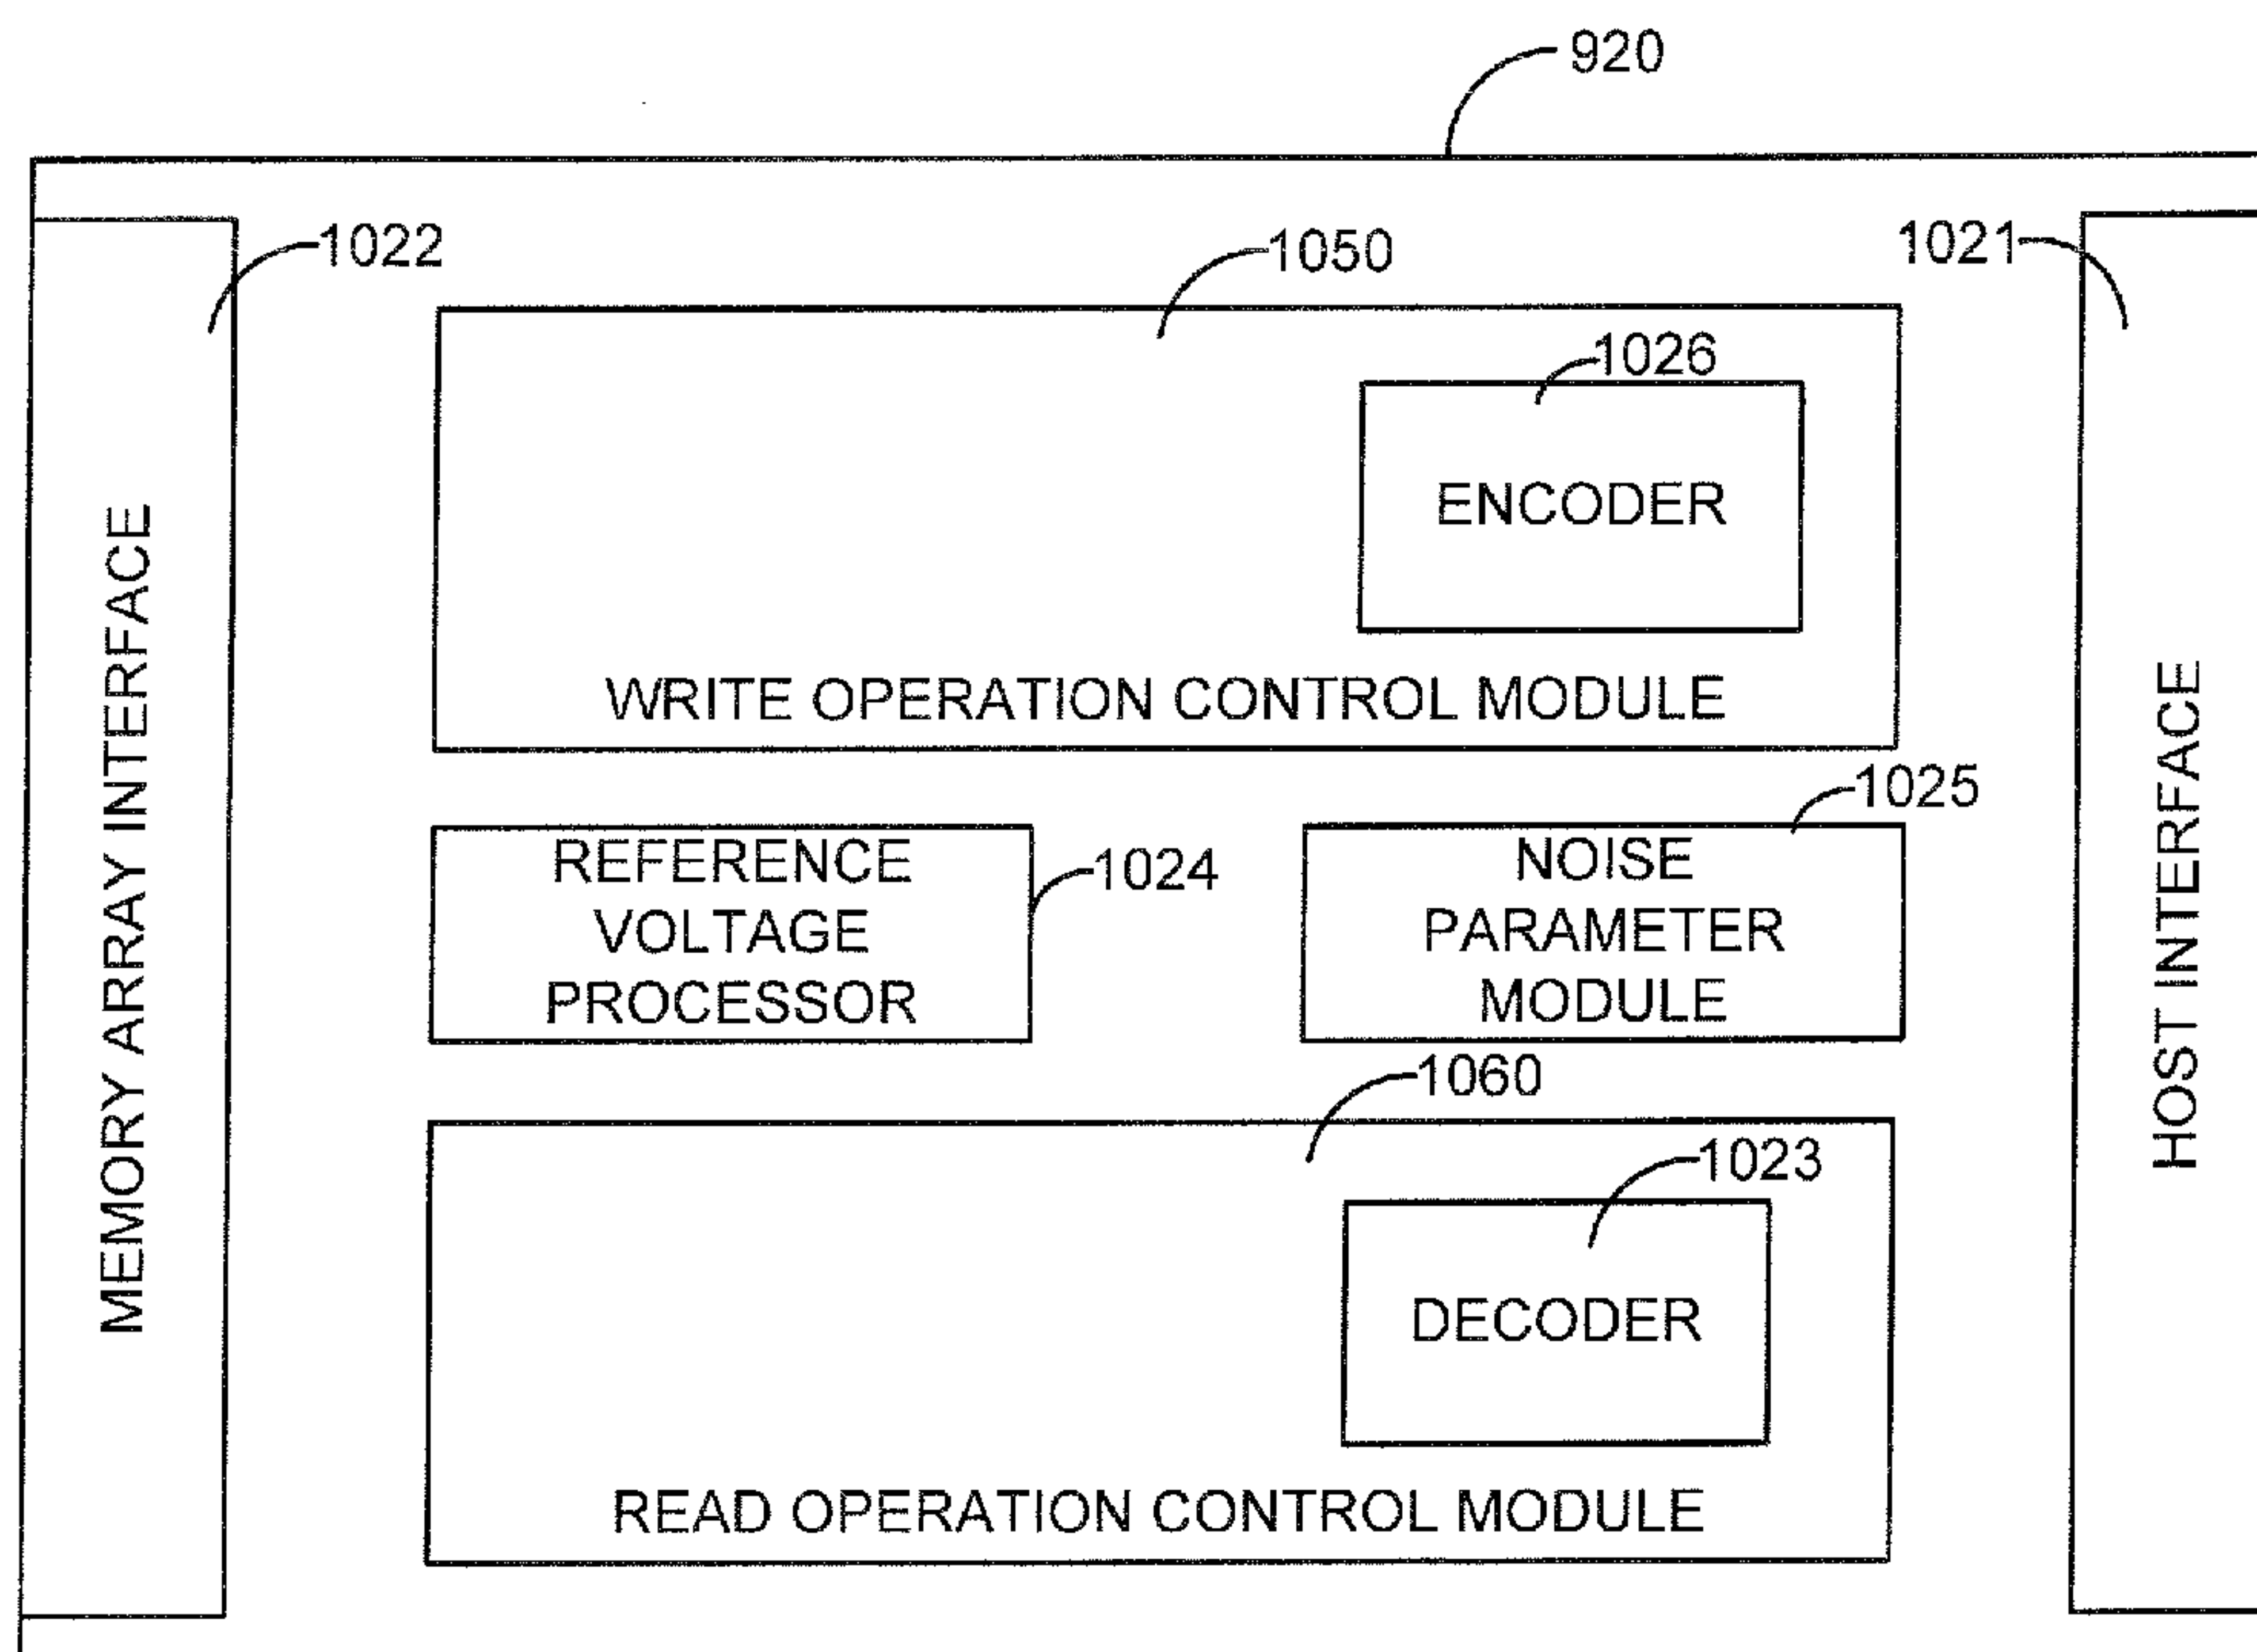 920
1022
1050
1021
1026
ENCODER
WRITE OPERATION CONTROL MODULE
MEMORY ARRAY INTERFACE
HOST INTERFACE
1025
REFERENCE
VOLTAGE
PROCESSOR
1024
NOISE
PARAMETER
MODULE
1060
1023
DECODER
READ OPERATION CONTROL MODULE